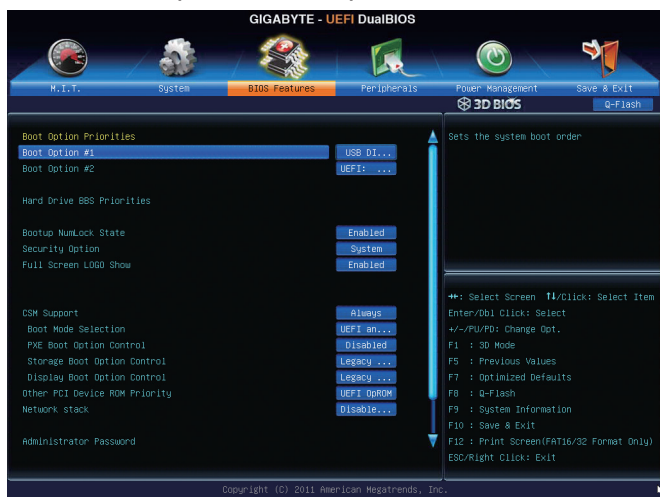 GIGABYTE - UEFI DualBIOS
M.I.T. System BIOS Features Peripherals Power Management Save & Exit
3D BIOS Q-Flash
Boot Option Priorities
Boot Option #1 USB DI...
Boot Option #2 UEFI: ...
Hard Drive BBS Priorities
Bootup NumLock State Enabled
Security Option System
Full Screen LOGO Show Enabled
CSM Support Always
Boot Mode Selection UEFI an...
PXE Boot Option Control Disabled
Storage Boot Option Control Legacy ...
Display Boot Option Control Legacy ...
Other PCI Device ROM Priority UEFI OpROM
Network stack Disable...
Administrator Password
Sets the system boot order
→←: Select Screen ↑↓/Click: Select Item
Enter/Dbl Click: Select
+/-/PU/PD: Change Opt.
F1 : 3D Mode
F5 : Previous Values
F7 : Optimized Defaults
F8 : Q-Flash
F9 : System Information
F10 : Save & Exit
F12 : Print Screen(FAT16/32 Format Only)
ESC/Right Click: Exit
Copyright (C) 2011 American Megatrends, Inc.